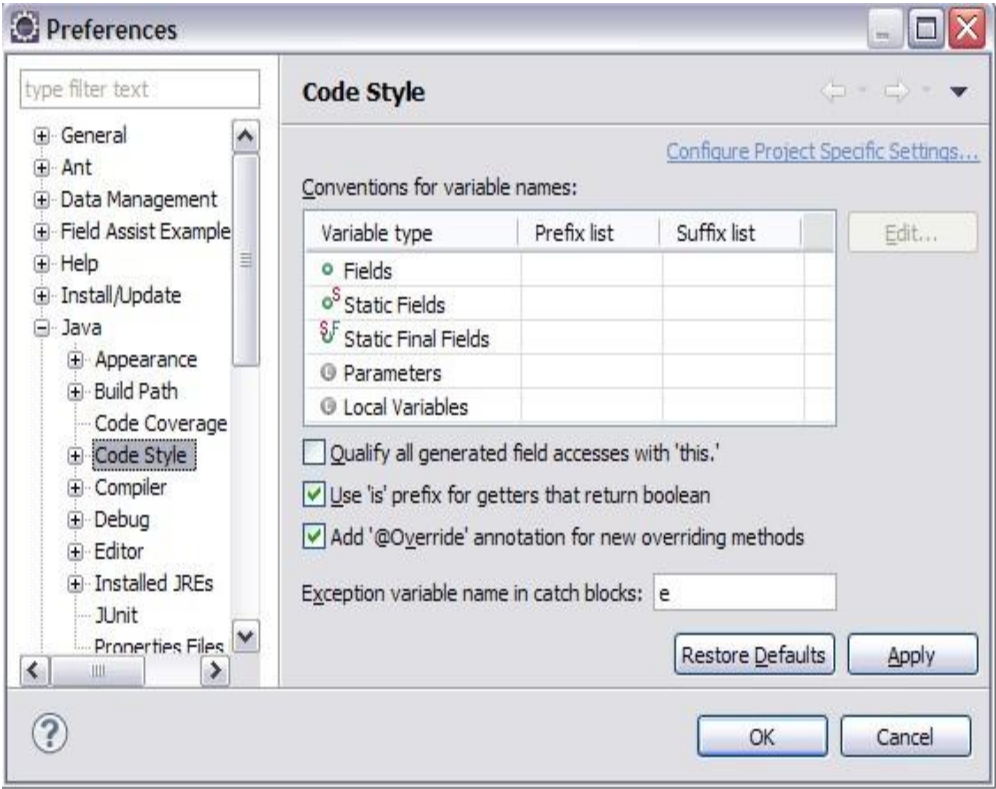 Preferences
type filter text
General
Ant
Data Management
Field Assist Example
Help
Install/Update
Java
Appearance
Build Path
Code Coverage
Code Style
Compiler
Debug
Editor
Installed JREs
JUnit
Properties Files
Code Style
Configure Project Specific Settings...
Conventions for variable names:
Variable type Prefix list Suffix list
Fields
S Static Fields
S F Static Final Fields
Parameters
Local Variables
Edit...
Qualify all generated field accesses with 'this.'
Use 'is' prefix for getters that return boolean
Add '@Override' annotation for new overriding methods
Exception variable name in catch blocks: e
Restore Defaults Apply
? OK Cancel